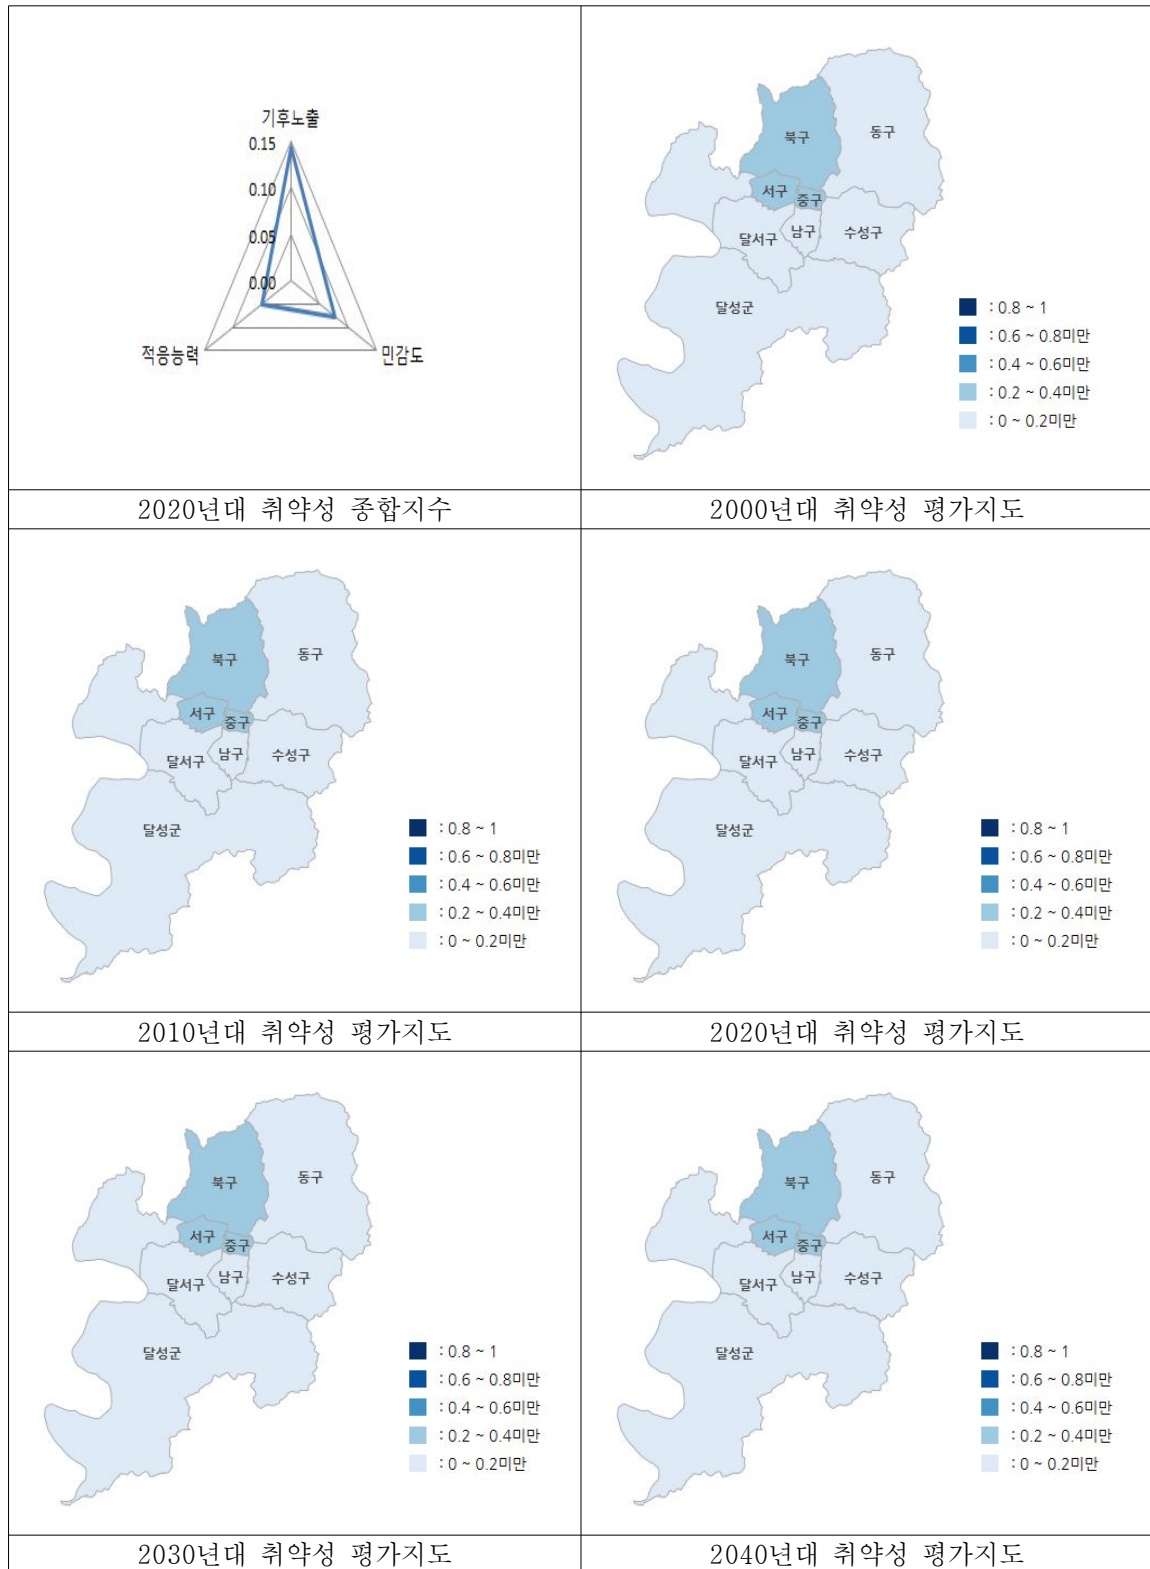 기후노출
0.15
0.10
0.05
0.00
적응능력
민감도
북구
동구
서구
중구
달서구
남구
수성구
달성군
: 0.8 ~ 1
: 0.6 ~ 0.8미만
: 0.4 ~ 0.6미만
: 0.2 ~ 0.4미만
: 0 ~ 0.2미만
2020년대 취약성 종합지수
2000년대 취약성 평가지도
북구
동구
서구
중구
달서구
남구
수성구
달성군
: 0.8 ~ 1
: 0.6 ~ 0.8미만
: 0.4 ~ 0.6미만
: 0.2 ~ 0.4미만
: 0 ~ 0.2미만
북구
동구
서구
중구
달서구
남구
수성구
달성군
: 0.8 ~ 1
: 0.6 ~ 0.8미만
: 0.4 ~ 0.6미만
: 0.2 ~ 0.4미만
: 0 ~ 0.2미만
2010년대 취약성 평가지도
2020년대 취약성 평가지도
북구
동구
서구
중구
달서구
남구
수성구
달성군
: 0.8 ~ 1
: 0.6 ~ 0.8미만
: 0.4 ~ 0.6미만
: 0.2 ~ 0.4미만
: 0 ~ 0.2미만
북구
동구
서구
중구
달서구
남구
수성구
달성군
: 0.8 ~ 1
: 0.6 ~ 0.8미만
: 0.4 ~ 0.6미만
: 0.2 ~ 0.4미만
: 0 ~ 0.2미만
2030년대 취약성 평가지도
2040년대 취약성 평가지도